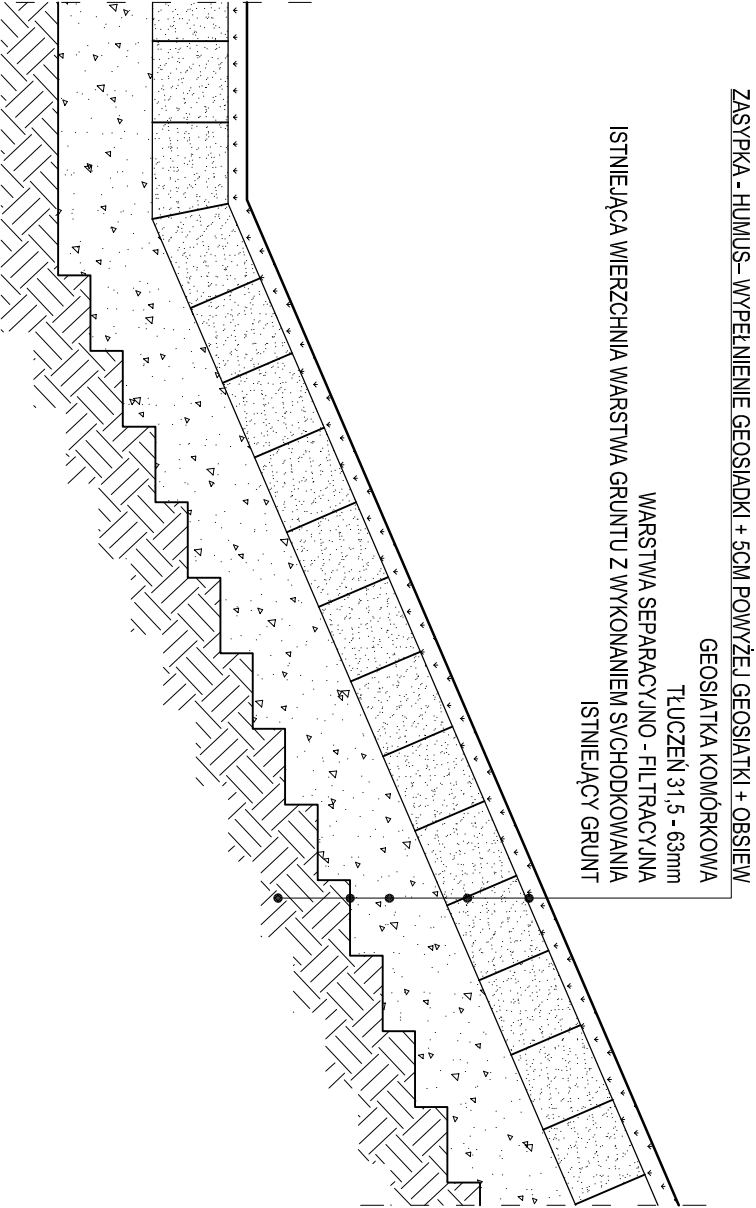 ZASYPKA - HUMUS– WYPEŁNIENIE GEOSIADKI + 5CM POWYŻEJ GEOSIATKI + OBSIEW
GEOSIATKA KOMÓRKOWA
TŁUCZEŃ 31,5 - 63mm
WARSTWA SEPARACYJNO - FILTRACYJNA
ISTNIEJĄCA WIERZCHNIA WARSTWA GRUNTU Z WYKONANIEM SVCHODKOWANIA
ISTNIEJĄCY GRUNT